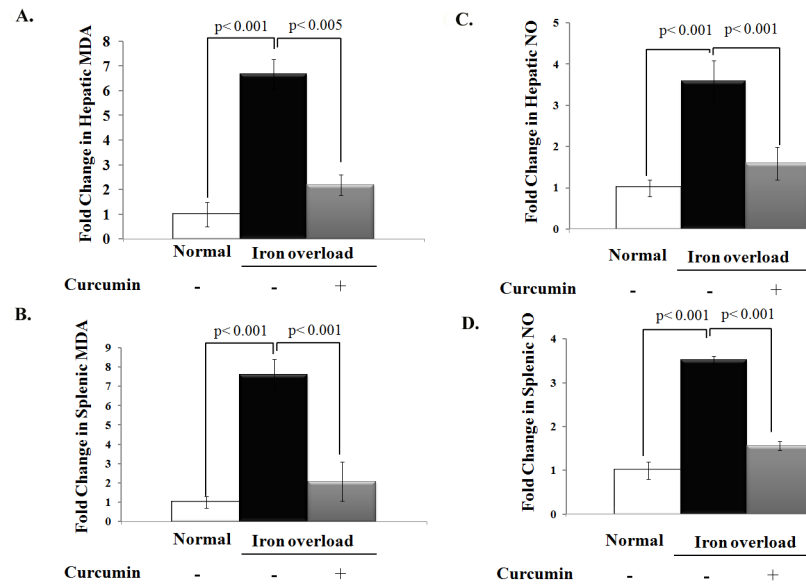 A.
p< 0.001 p< 0.005
Fold Change in Hepatic MDA
8
7
6
5
4
3
2
1
0
Normal Iron overload
Curcumin - - +
B.
p< 0.001 p< 0.001
Fold Change in Splenic MDA
9
8
7
6
5
4
3
2
1
0
Normal Iron overload
Curcumin - - +
C.
p< 0.001 p< 0.001
Fold Change in Hepatic NO
5
4
3
2
1
0
Normal Iron overload
Curcumin - - +
D.
p< 0.001 p< 0.001
Fold Change in Splenic NO
4
3
2
1
0
Normal Iron overload
Curcumin - - +